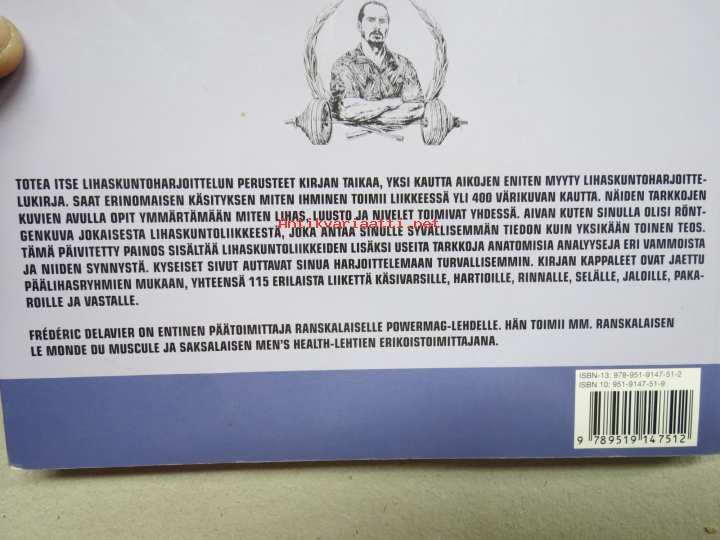 TOTEA ITSE LIHASKUNTOHARJOITTELUN PERUSTEET KIRJAN TAIKAA, YKSI KAUTTA AIKOJEN ENITEN MYYTY LIHASKUNTOHARJOITTE-
LUKIRJA. SAAT ERINOMAISEN KÄSITYKSEN MITEN IHMINEN TOIMII LIIKKEESSÄ YLI 400 VÄRIKUVAN KAUTTA. NÄIDEN TARKKOJEN
KUVIEN AVULLA OPIT YMMÄRTÄMÄÄN MITEN LIHAS, LUUSTO JA NIVELET TOIMIVAT YHDESSÄ. AIVAN KUTEN SINULLA OLISI RÖNT-
Antikvariaatti.net
GENKUVA JOKAISESTA LIHASKUNTOLIIKKEESTÄ, JOKA ANTAA SINULLE SYVÄLLISEMMÄN TIEDON KUIN YKSIKÄÄN TOINEN TEOS.
TÄMÄ PÄIVITETTY PAINOS SISÄLTÄÄ LIHASKUNTOLIIKKEIDEN LISÄKSI USEITA TARKKOJA ANATOMISIA ANALYYSEJA ERI VAMMOISTA
JA NIIDEN SYNNYSTÄ. KYSEISET SIVUT AUTTAVAT SINUA HARJOITTELEMAAN TURVALLISEMMIN. KIRJAN KAPPALEET OVAT JAETTU
PÄÄLIHASRYHMIEN MUKAAN, YHTEENSÄ 115 ERILAISTA LIIKETTÄ KÄSIVARSILLE, HARTIOILLE, RINNALLE, SELÄLLE, JALOILLE, PAKA-
ROILLE JA VASTALLE.
FRÉDÉRIC DELAVIER ON ENTINEN PÄÄTOIMITTAJA RANSKALAISELLE POWERMAG-LEHDELLE. HÄN TOIMII MM. RANSKALAISEN
LE MONDE DU MUSCULE JA SAKSALAISEN MEN'S HEALTH-LEHTIEN ERIKOISTOIMITTAJANA.
ISBN-13: 978-951-9147-51-2
ISBN 10: 951-9147-51-9
9 789519 147512